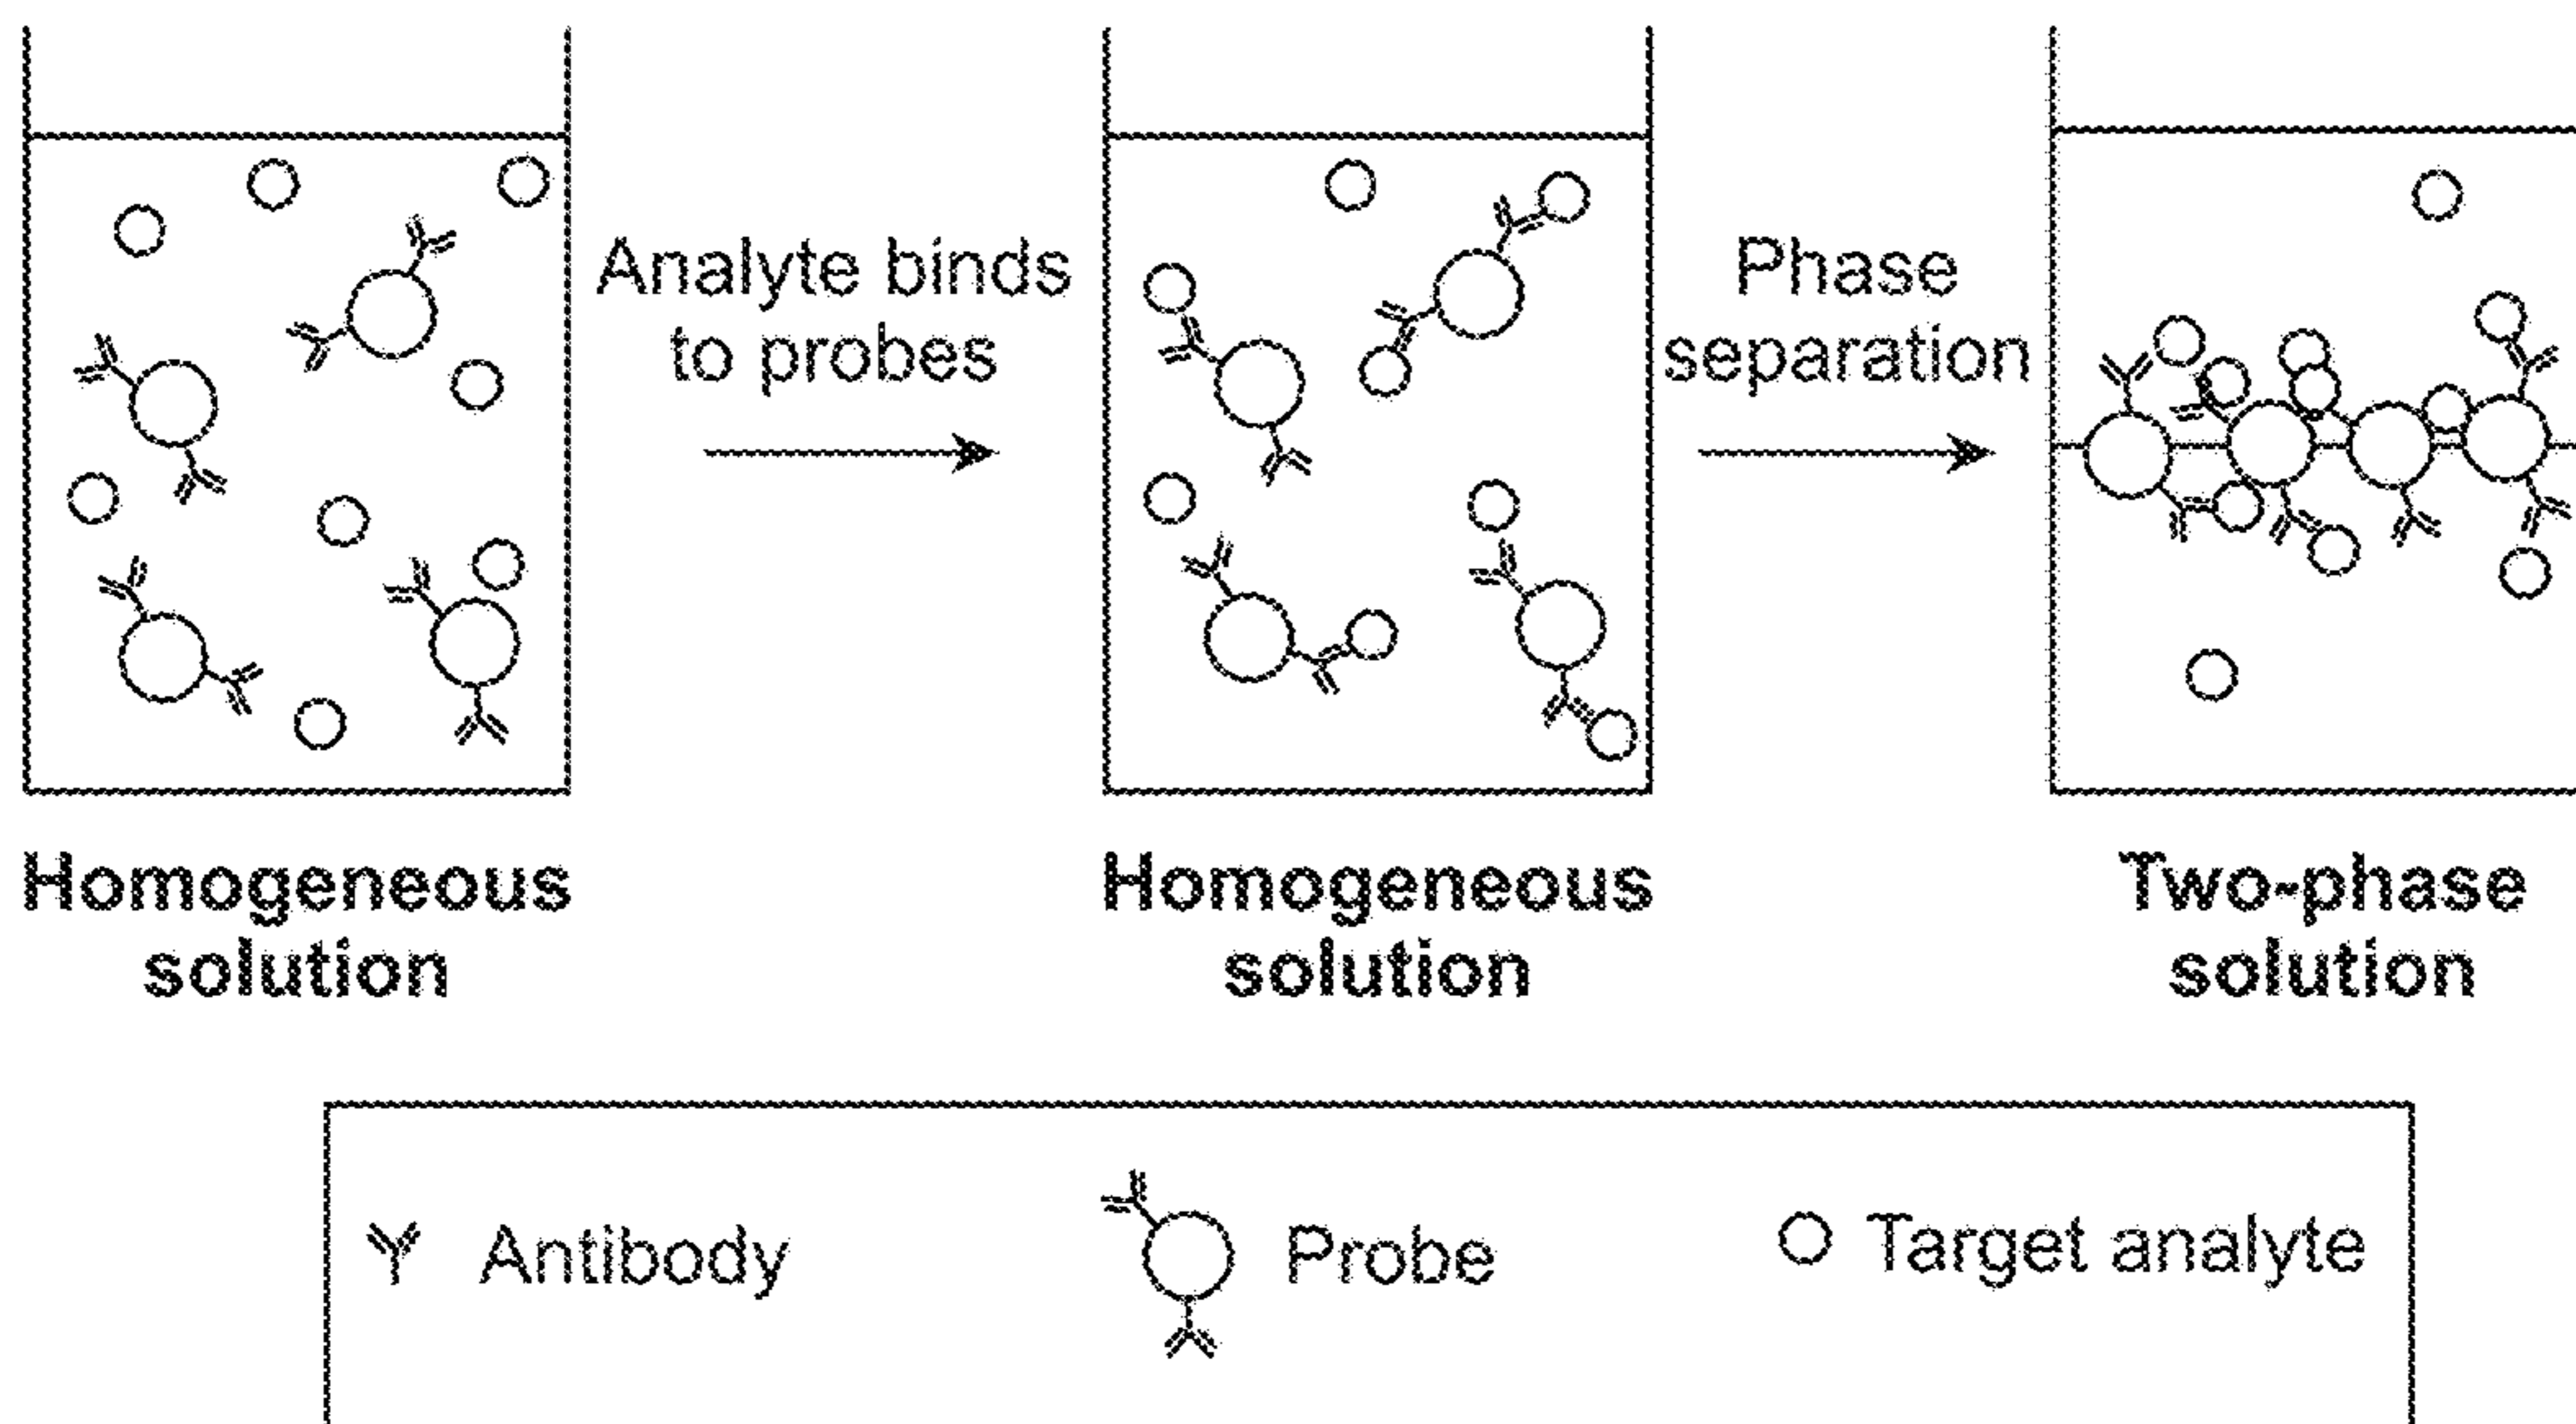 Analyte binds
to probes
Phase
separation
Homogeneous
solution
Homogeneous
solution
Two-phase
solution
Antibody
Probe
Target analyte